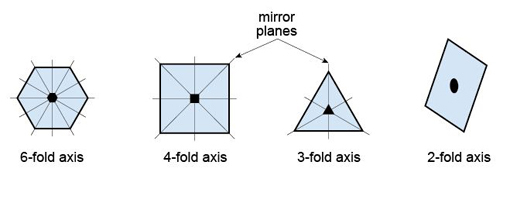 mirror
planes
6-fold axis
4-fold axis
3-fold axis
2-fold axis